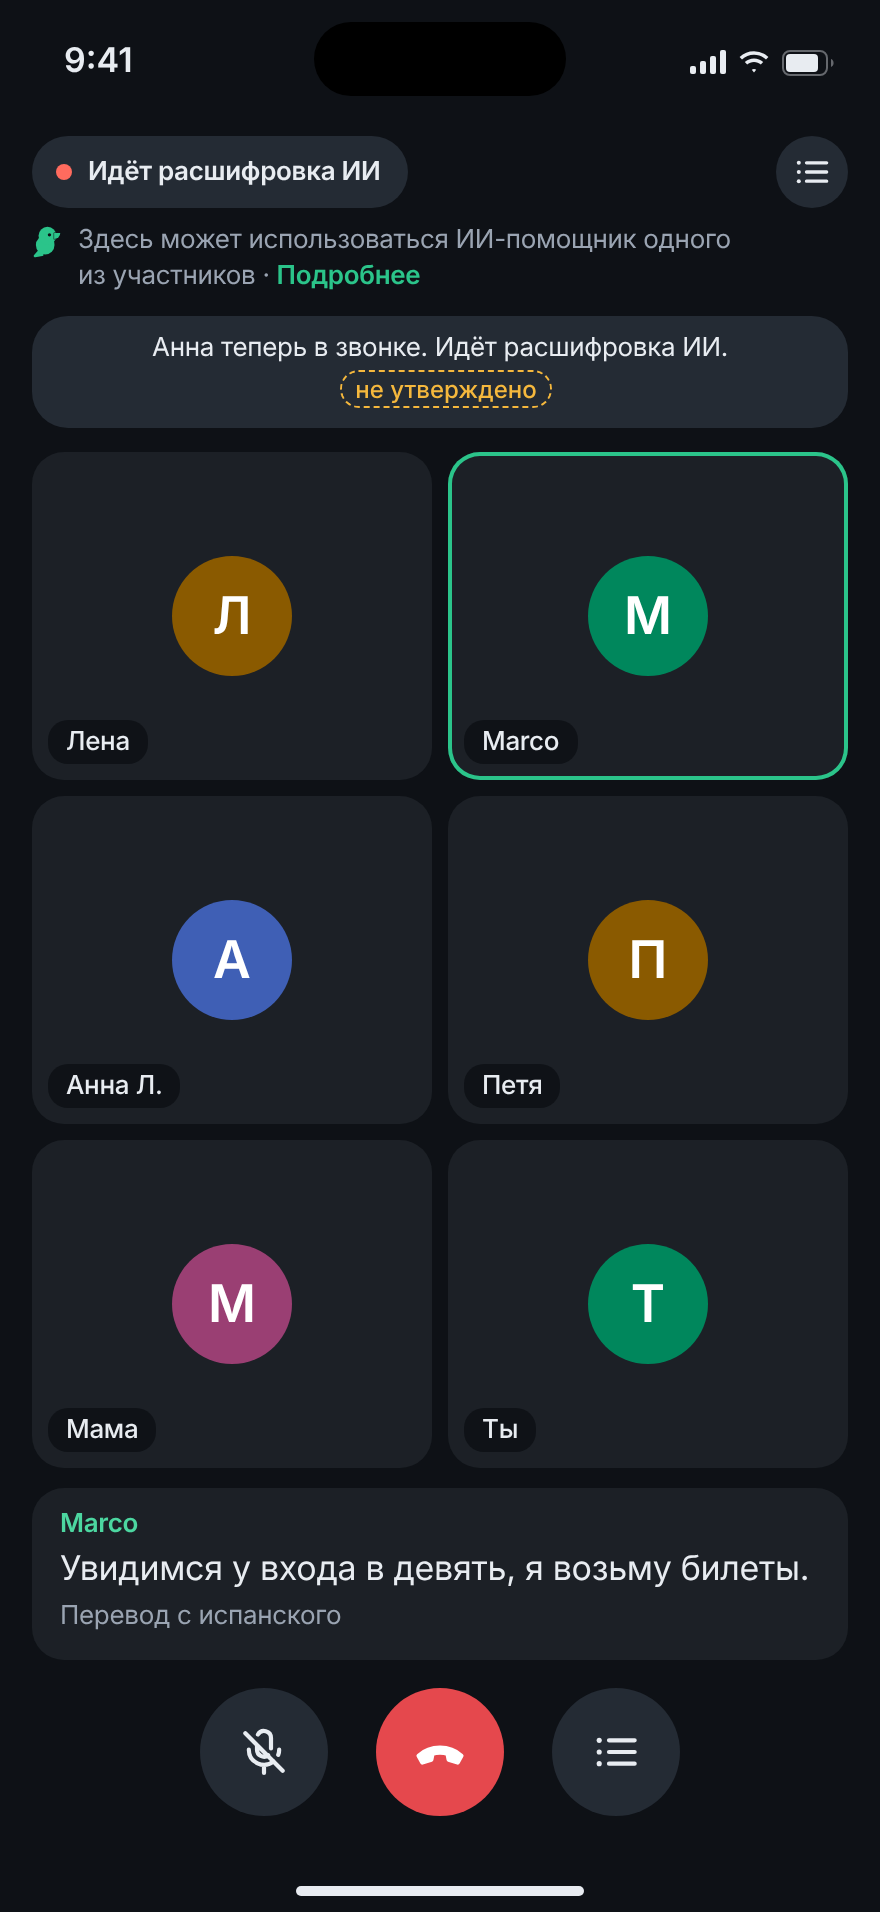 9:41
Идёт расшифровка ИИ
Здесь может использоваться ИИ-помощник одного
из участников · Подробнее
Анна теперь в звонке. Идёт расшифровка ИИ.
не утверждено
Л
Лена
M
Marco
А
Анна Л.
П
Петя
М
Мама
Т
Ты
Marco
Увидимся у входа в девять, я возьму билеты.
Перевод с испанского